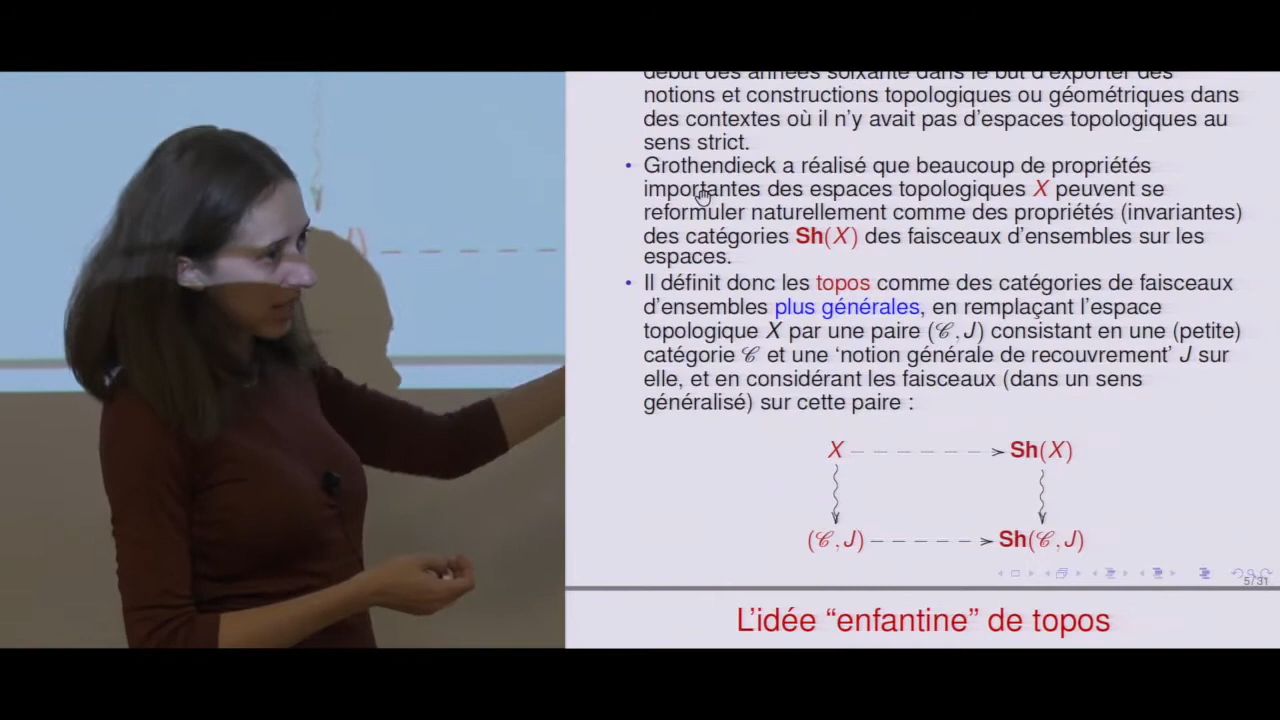 début des années soixante dans le but d'exporter des
notions et constructions topologiques ou géométriques dans
des contextes où il n'y avait pas d'espaces topologiques au
sens strict.
• Grothendieck a réalisé que beaucoup de propriétés
importantes des espaces topologiques X peuvent se
reformuler naturellement comme des propriétés (invariantes)
des catégories Sh(X) des faisceaux d'ensembles sur les
espaces.
• Il définit donc les topos comme des catégories de faisceaux
d'ensembles plus générales, en remplaçant l'espace
topologique X par une paire (𝒞, J) consistant en une (petite)
catégorie 𝒞 et une ‘notion générale de recouvrement’ J sur
elle, et en considérant les faisceaux (dans un sens
généralisé) sur cette paire :
X Sh(X)
(𝒞, J) Sh(𝒞, J)
5/31
L'idée “enfantine” de topos